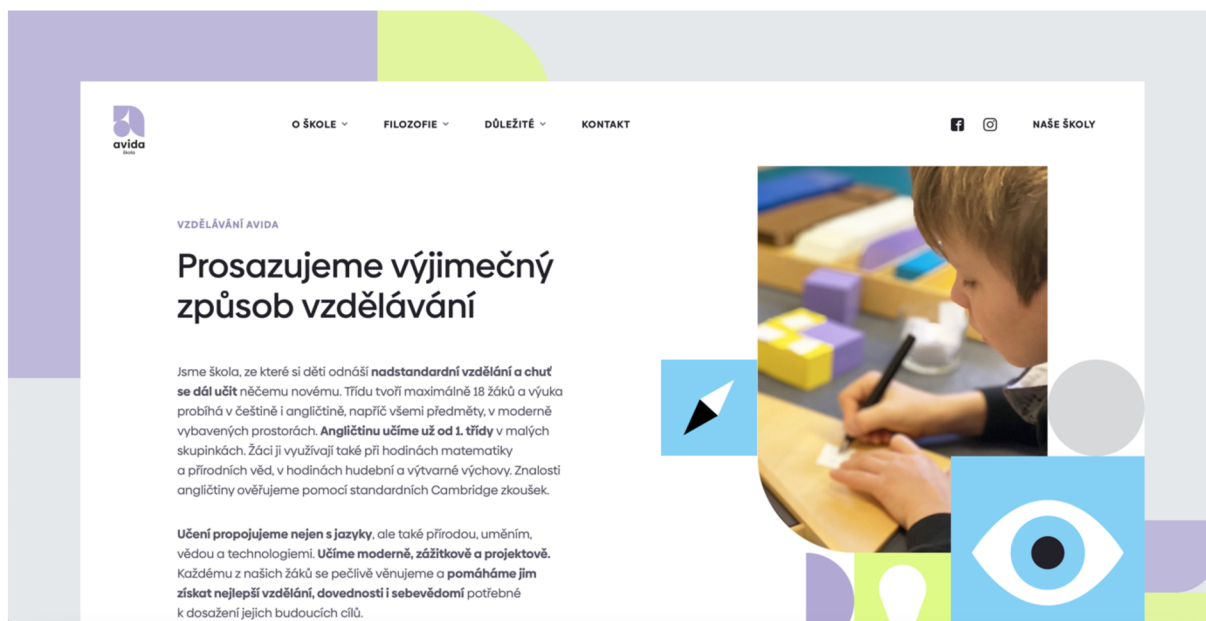 avida
škola
O ŠKOLE
FILOZOFIE
DŮLEŽITÉ
KONTAKT
NAŠE ŠKOLY
VZDĚLÁVÁNÍ AVIDA
Prosazujeme výjimečný
způsob vzdělávání
Jsme škola, ze které si děti odnáší nadstandardní vzdělání a chuť
se dál učit něčemu novému. Třídu tvoří maximálně 18 žáků a výuka
probíhá v češtině i angličtině, napříč všemi předměty, v moderně
vybavených prostorách. Angličtinu učíme už od 1. třídy v malých
skupinkách. Žáci ji využívají také při hodinách matematiky
a přírodních věd, v hodinách hudební a výtvarné výchovy. Znalosti
angličtiny ověřujeme pomocí standardních Cambridge zkoušek.
Učení propojujeme nejen s jazyky, ale také přírodou, uměním,
vědou a technologiemi. Učíme moderně, zážitkově a projektově.
Každému z našich žáků se pečlivě věnujeme a pomáháme jim
získat nejlepší vzdělání, dovednosti i sebevědomí potřebné
k dosažení jejich budoucích cílů.